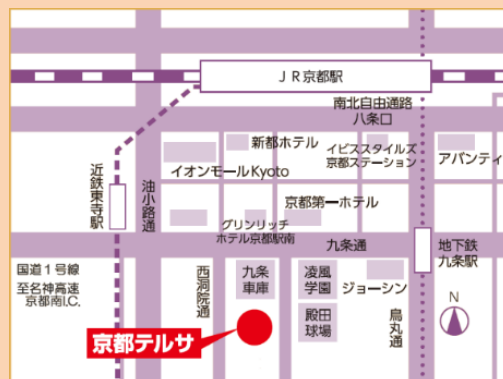 JR京都駅
南北自由通路
八条口
新都ホテル
イビススタイルズ
京都ステーション
アバンティ
イオンモールKyoto
近鉄東寺駅
油小路通
京都第一ホテル
グリンリッチ
ホテル京都駅南
九条通
地下鉄
九条駅
国道1号線
至名神高速
京都南I.C.
西洞院通
九条
車庫
凌風
学園
ジョーシン
烏丸通
N
殿田
球場
京都テルサ